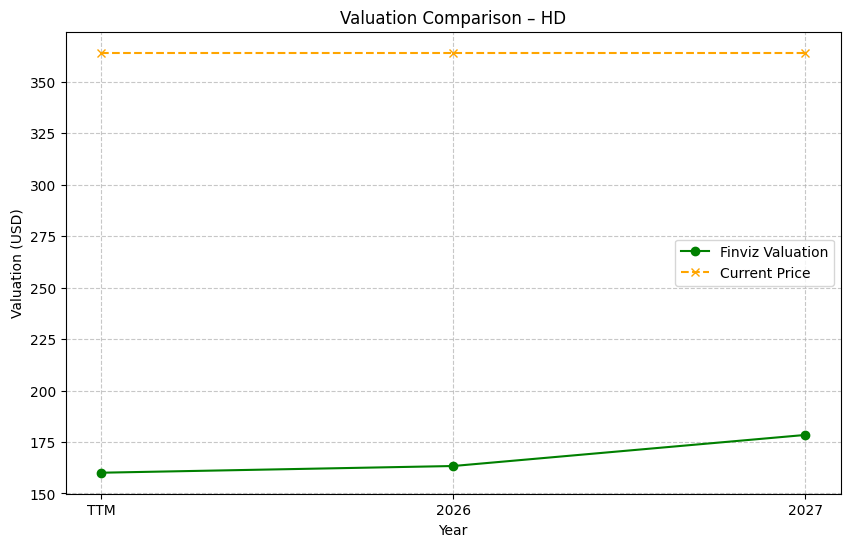 Valuation Comparison – HD
Valuation (USD)
350
325
300
275
250
225
200
175
150
Finviz Valuation
Current Price
TTM
2026
2027
Year